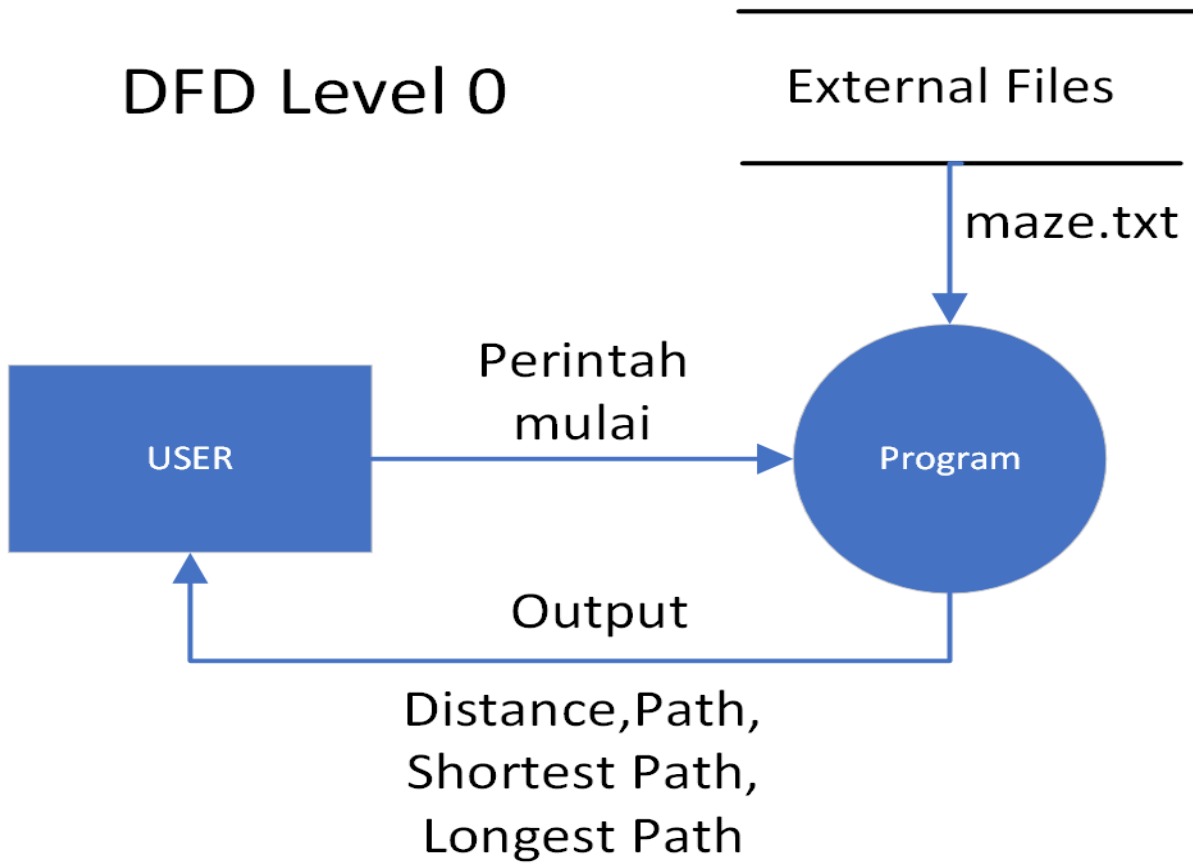 DFD Level 0
External Files
maze.txt
Perintah
mulai
USER
Program
Output
Distance,Path,
Shortest Path,
Longest Path